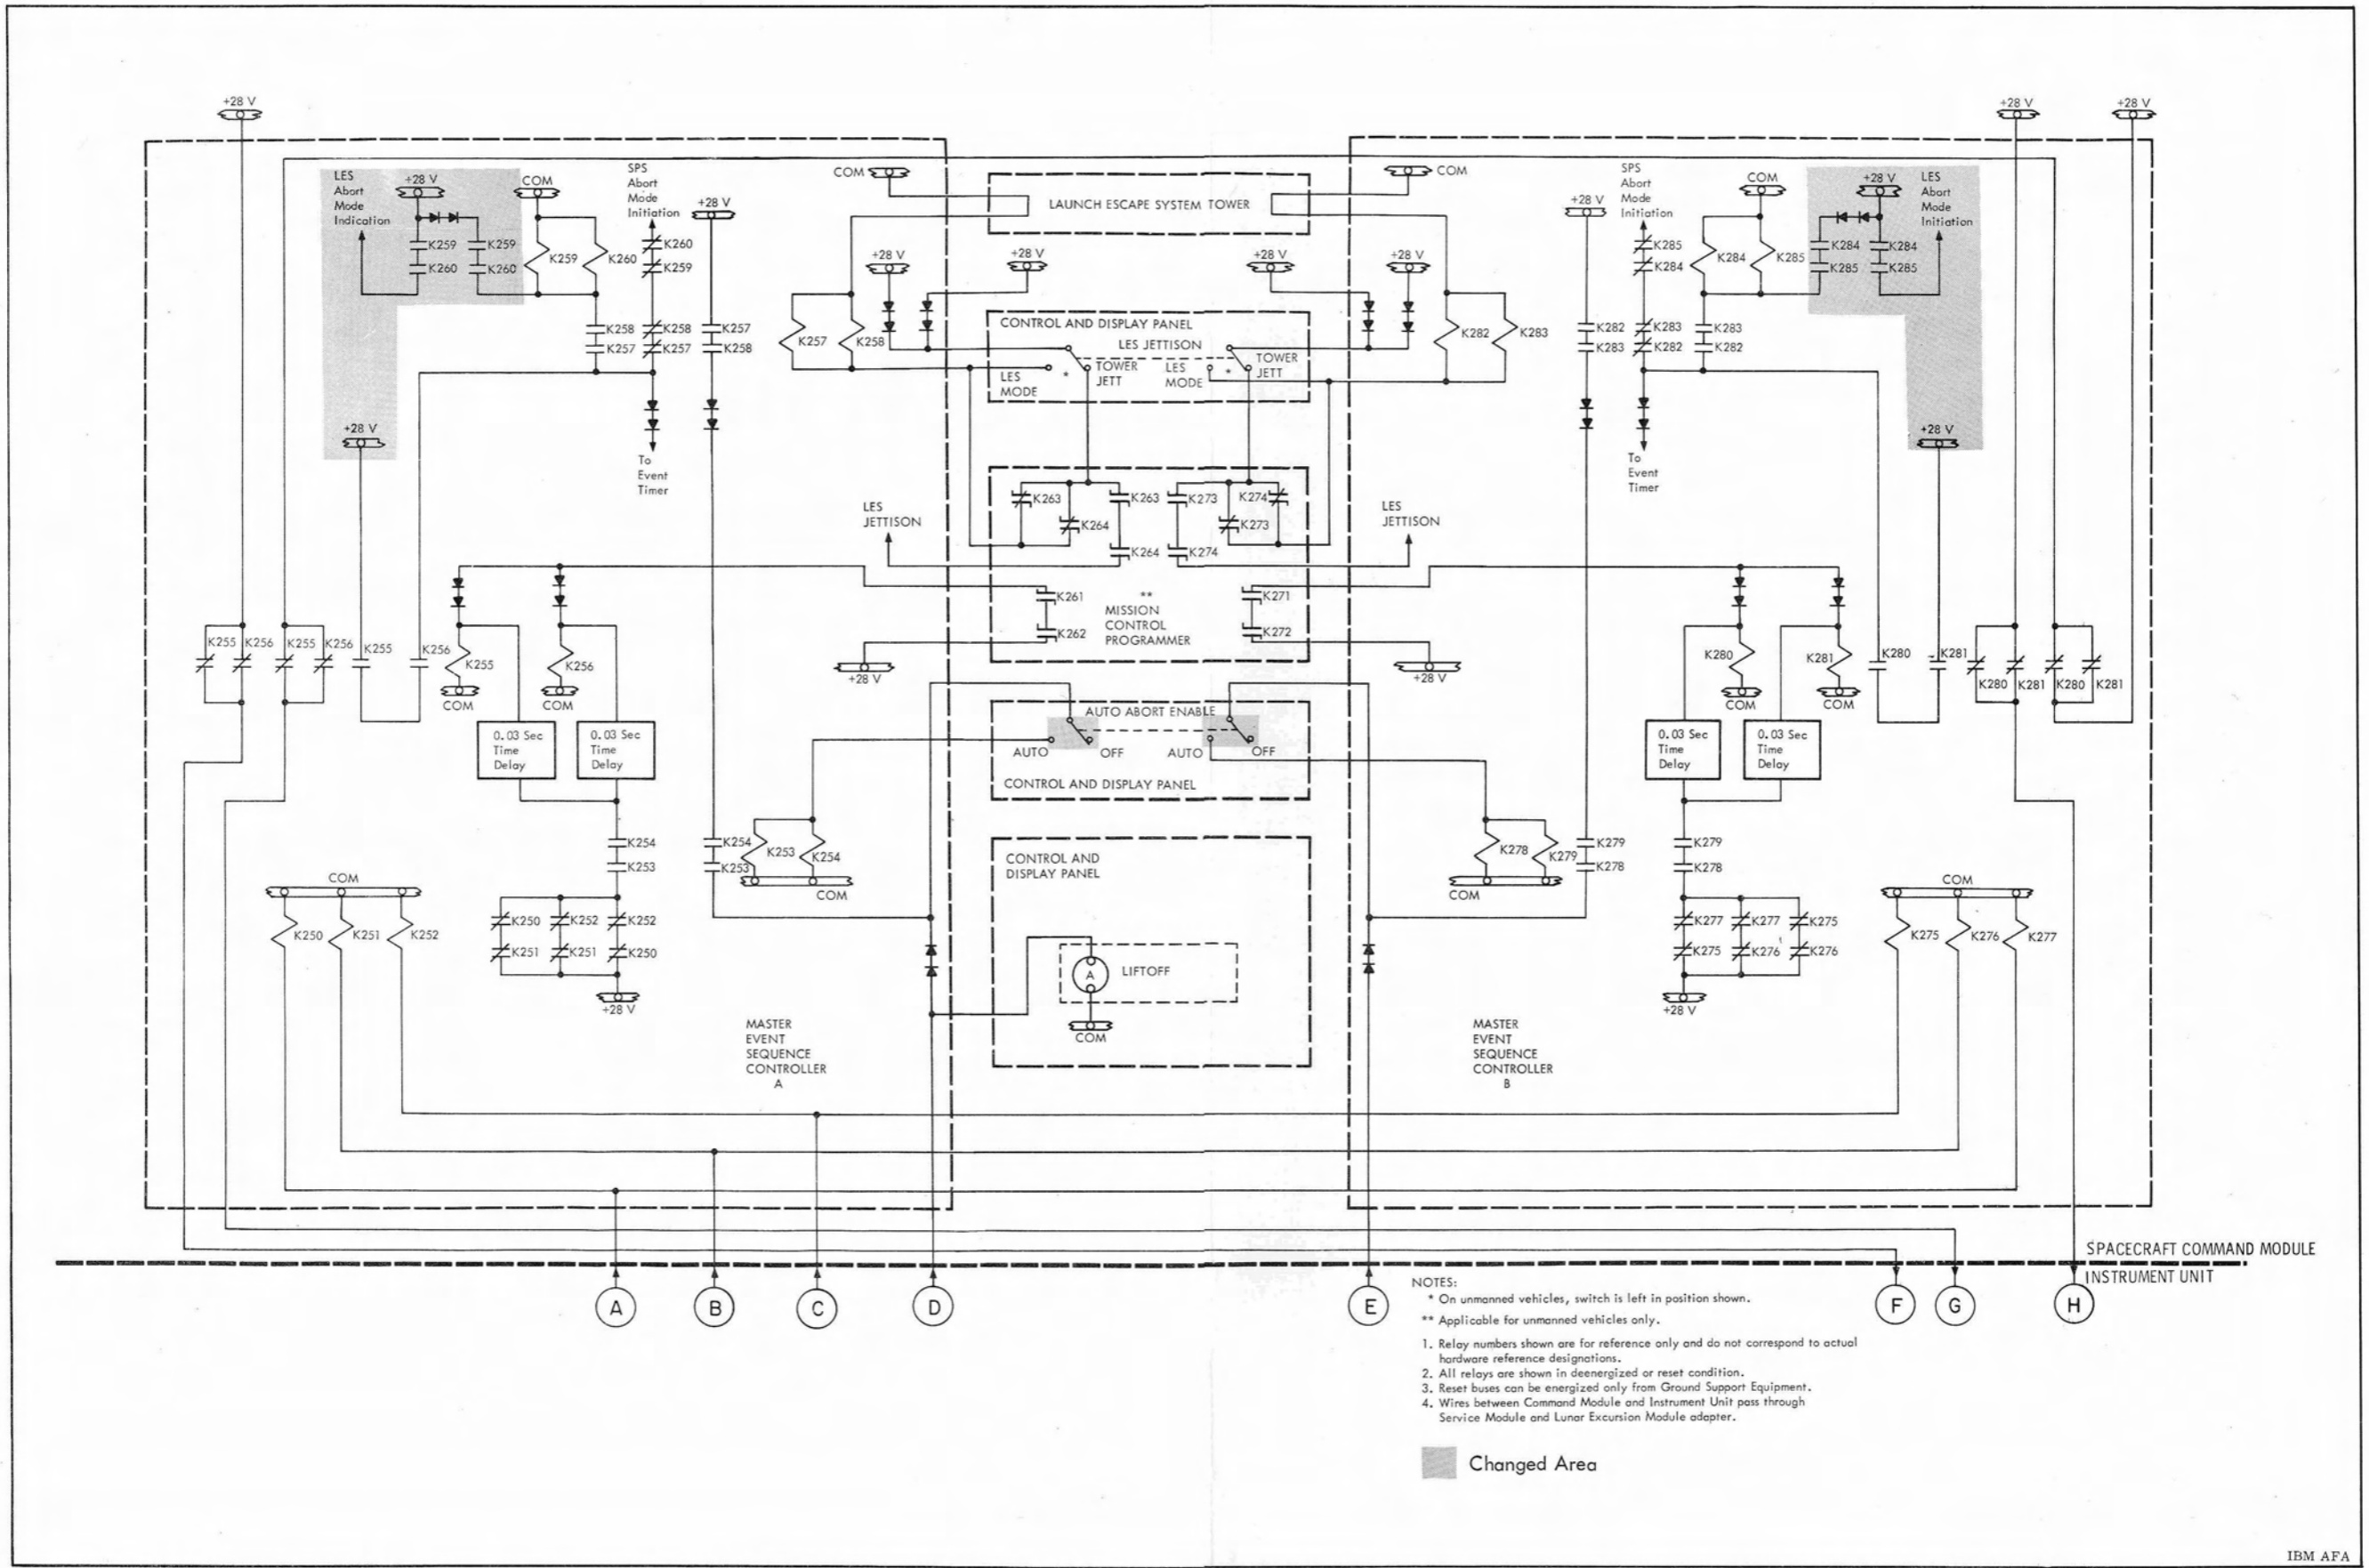 +28 V
+28 V
+28 V
LES
Abort
Mode
Indication
+28 V
COM
SPS
Abort
Mode
Initiation
+28 V
K259
K259
K260
K260
K259
K260
K260
K259
K258
K257
K258
K257
K257
K258
+28 V
To
Event
Timer
COM
COM
LAUNCH ESCAPE SYSTEM TOWER
+28 V
+28 V
+28 V
+28 V
K257
K258
CONTROL AND DISPLAY PANEL
LES JETTISON
TOWER
JETT
LES
MODE
*
LES
MODE
*
TOWER
JETT
K282
K283
+28 V
SPS
Abort
Mode
Initiation
COM
+28 V
LES
Abort
Mode
Initiation
K285
K284
K284
K285
K284
K284
K285
K285
K282
K283
K283
K282
K283
K282
To
Event
Timer
+28 V
LES
JETTISON
K263
K264
K263
K264
K273
K274
K274
K273
LES
JETTISON
K261
K262
**
MISSION
CONTROL
PROGRAMMER
K271
K272
+28 V
+28 V
K255
K256
K255
K256
K255
K256
K255
COM
K256
COM
0.03 Sec
Time
Delay
0.03 Sec
Time
Delay
K254
K253
K254
K253
K253
K254
COM
AUTO ABORT ENABLE
AUTO
OFF
AUTO
OFF
CONTROL AND DISPLAY PANEL
K280
COM
K281
COM
K280
K281
K280
K281
K280
K281
0.03 Sec
Time
Delay
0.03 Sec
Time
Delay
K278
K279
COM
K279
K278
K279
K278
COM
K250
K251
K252
K250
K252
K252
K251
K251
K250
+28 V
CONTROL AND
DISPLAY PANEL
A
LIFTOFF
COM
K277
K277
K275
K275
K276
K276
+28 V
COM
K275
K276
K277
MASTER
EVENT
SEQUENCE
CONTROLLER
A
MASTER
EVENT
SEQUENCE
CONTROLLER
B
SPACECRAFT COMMAND MODULE
INSTRUMENT UNIT
A
B
C
D
E
F
G
H
NOTES:
* On unmanned vehicles, switch is left in position shown.
** Applicable for unmanned vehicles only.
1. Relay numbers shown are for reference only and do not correspond to actual
hardware reference designations.
2. All relays are shown in deenergized or reset condition.
3. Reset buses can be energized only from Ground Support Equipment.
4. Wires between Command Module and Instrument Unit pass through
Service Module and Lunar Excursion Module adapter.
Changed Area
IBM AFA